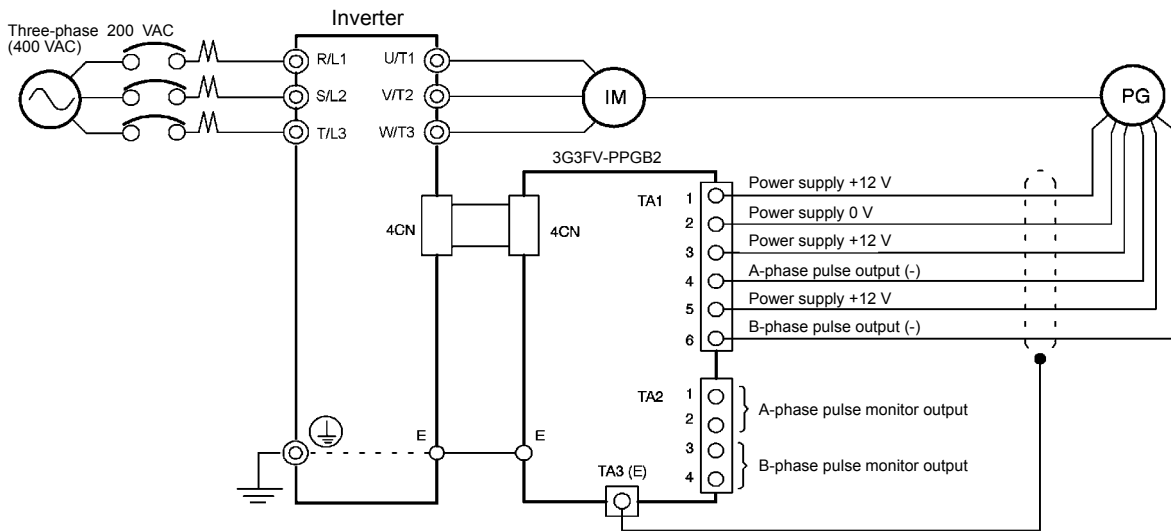 Inverter
Three-phase 200 VAC
(400 VAC)
R/L1
U/T1
S/L2
V/T2
IM
PG
T/L3
W/T3
3G3FV-PPGB2
TA1
1
Power supply +12 V
2
Power supply 0 V
4CN
4CN
3
Power supply +12 V
4
A-phase pulse output (-)
5
Power supply +12 V
6
B-phase pulse output (-)
TA2
1
2
A-phase pulse monitor output
3
4
B-phase pulse monitor output
E
E
TA3 (E)